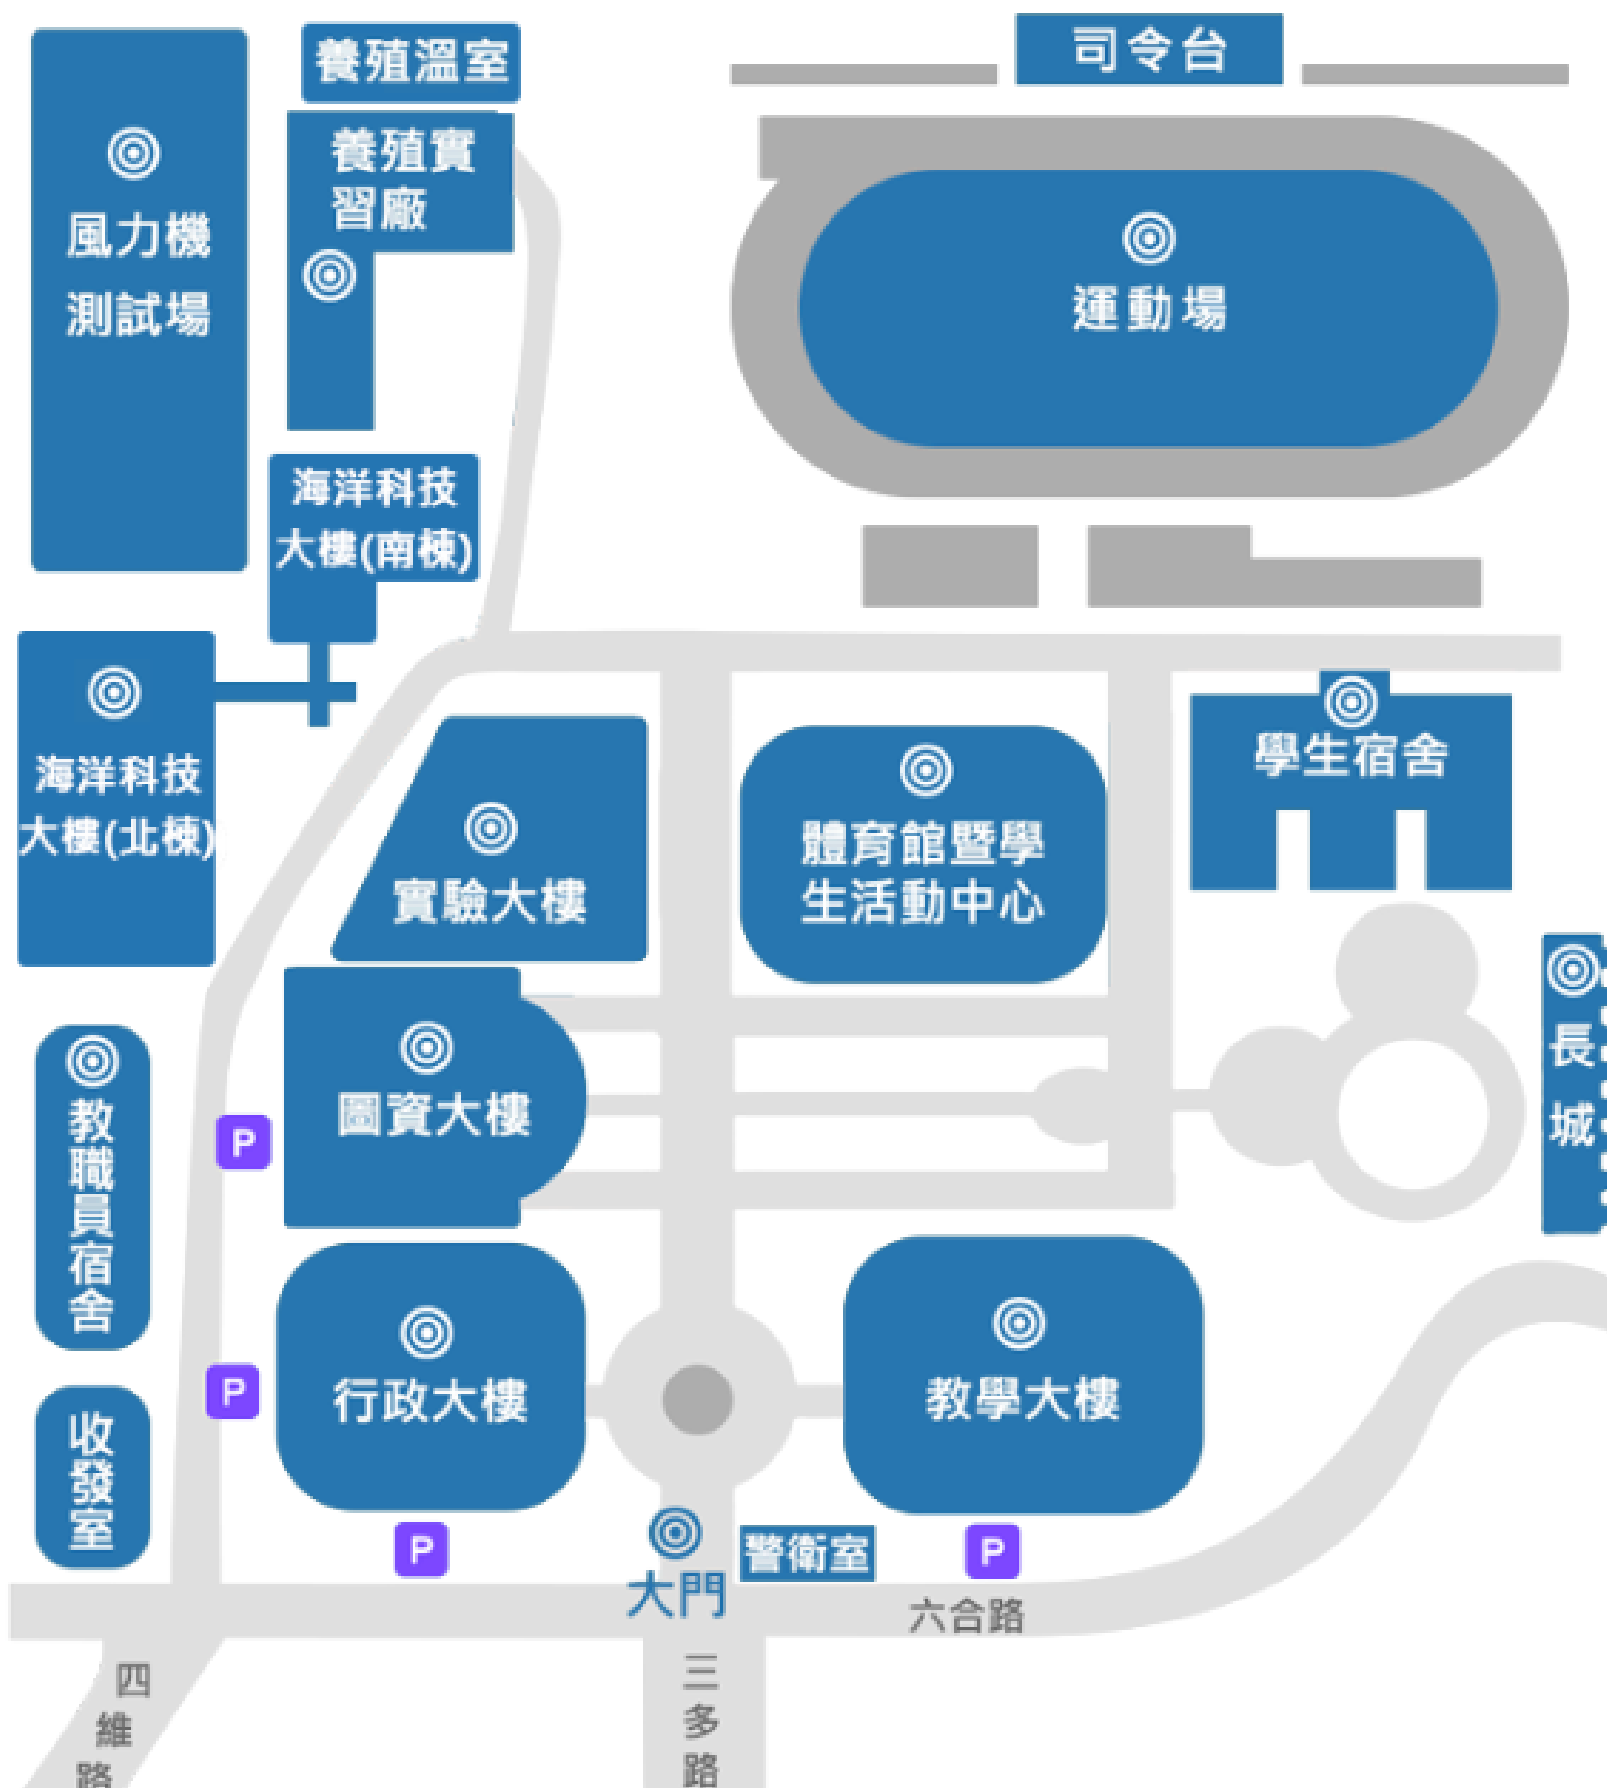 養殖溫室
司令台
養殖實
習廠
風力機
測試場
運動場
海洋科技
大樓(南棟)
海洋科技
大樓(北棟)
學生宿舍
實驗大樓
體育館暨學
生活動中心
長城
圖資大樓
教職員宿舍
P
行政大樓
教學大樓
P
收發室
P
大門
警衛室
P
六合路
四維路
三多路